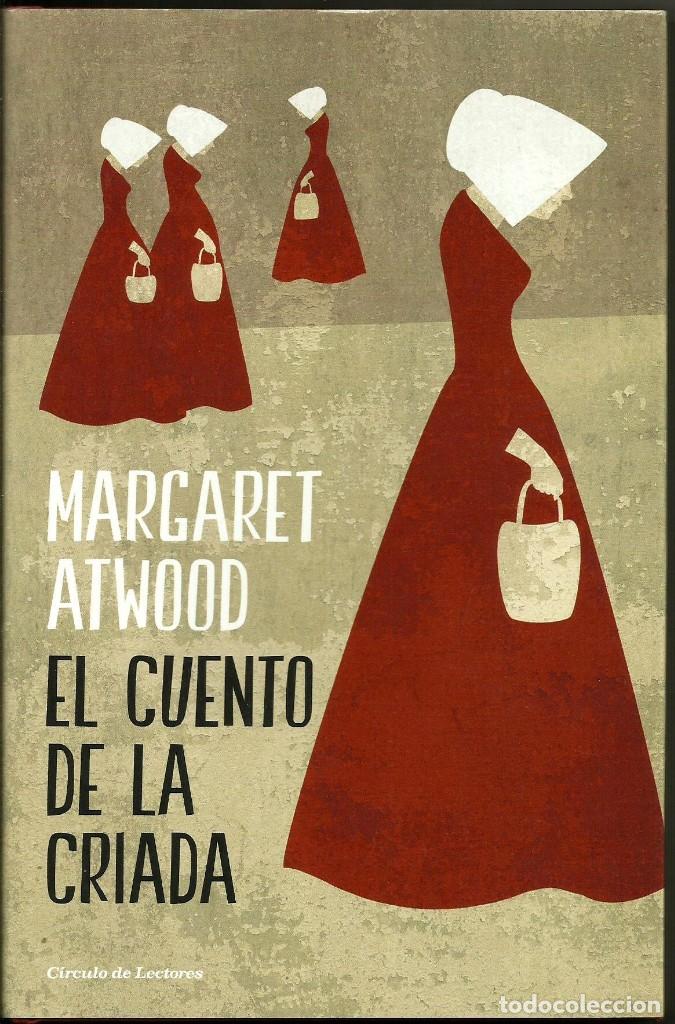 MARGARET
ATWOOD
EL CUENTO
DE LA
CRIADA
Círculo de Lectores
todocoleccion